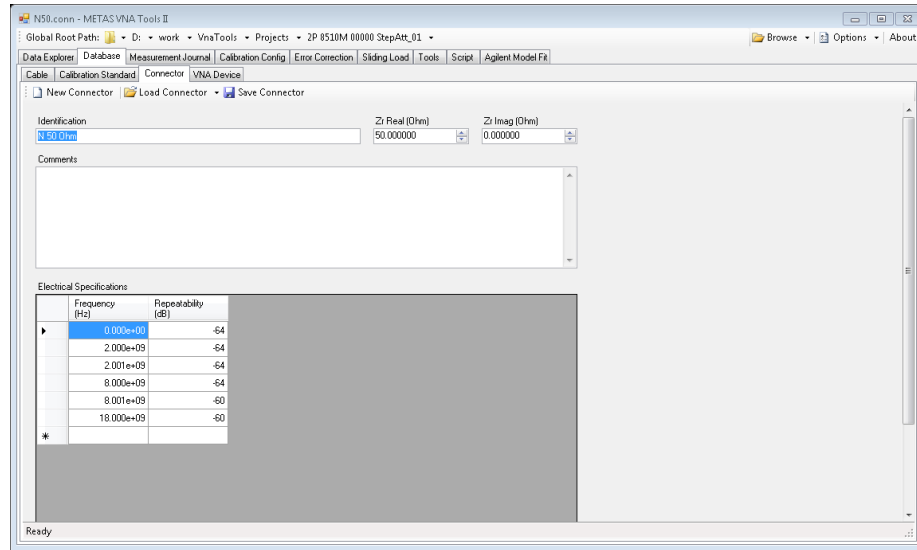 N50.conn - METAS VNA Tools II
Global Root Path: D: work VnaTools Projects 2P 8510M 00000 StepAtt_01 Browse Options About
Data Explorer Database Measurement Journal Calibration Config Error Correction Sliding Load Tools Script Agilent Model Fit
Cable Calibration Standard Connector VNA Device
New Connector Load Connector Save Connector
Identification Zr Real (Ohm) Zr Imag (Ohm)
N 50 Ohm 50.000000 0.000000
Comments
Electrical Specifications
Frequency Repeatability
(Hz) (dB)
0.000e+00 -64
2.000e+09 -64
2.001e+09 -64
8.000e+09 -64
8.001e+09 -60
18.000e+09 -60
Ready